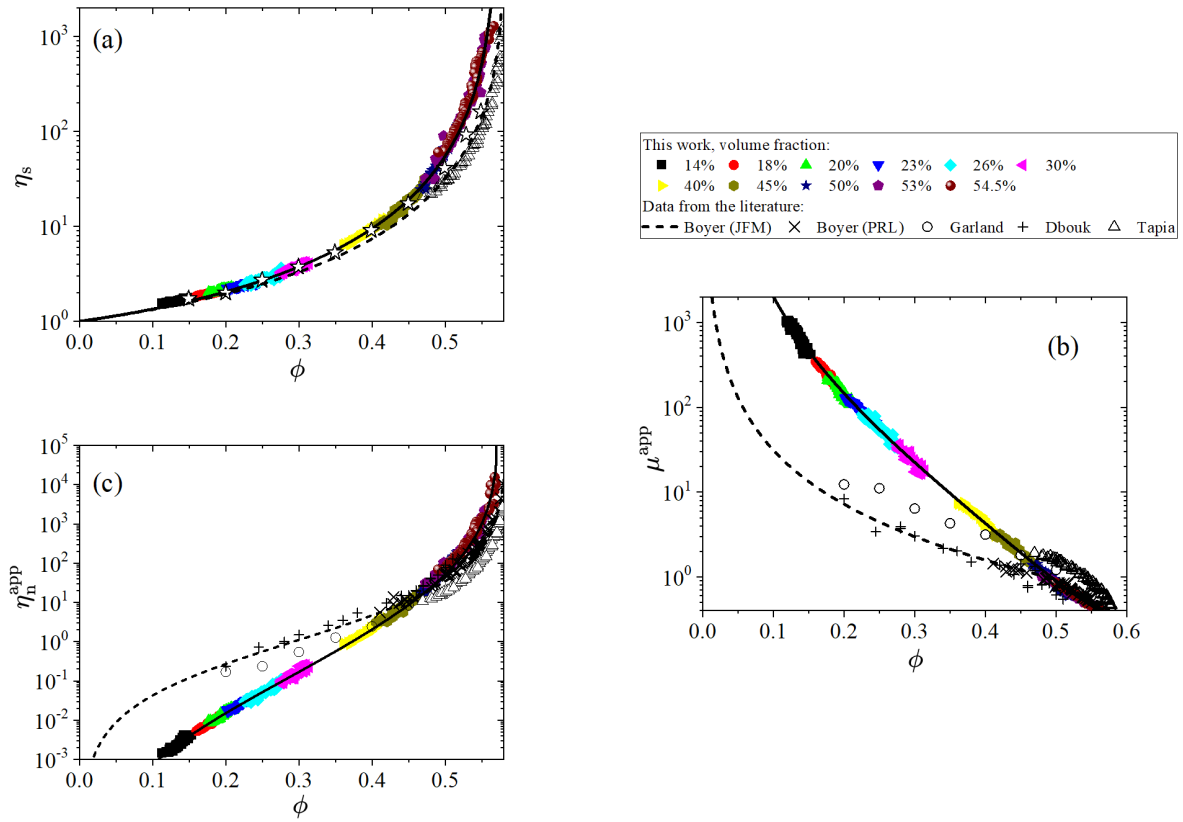 (a)
10³
10²
10¹
10⁰
ηs
0.0 0.1 0.2 0.3 0.4 0.5
ϕ
This work, volume fraction:
14% 18% 20% 23% 26% 30%
40% 45% 50% 53% 54.5%
Data from the literature:
Boyer (JFM) Boyer (PRL) Garland Dbouk Tapia
(b)
10³
10²
10¹
10⁰
μ^app
0.0 0.1 0.2 0.3 0.4 0.5 0.6
ϕ
(c)
10⁵
10⁴
10³
10²
10¹
10⁰
10⁻¹
10⁻²
10⁻³
ηn^app
0.0 0.1 0.2 0.3 0.4 0.5
ϕ